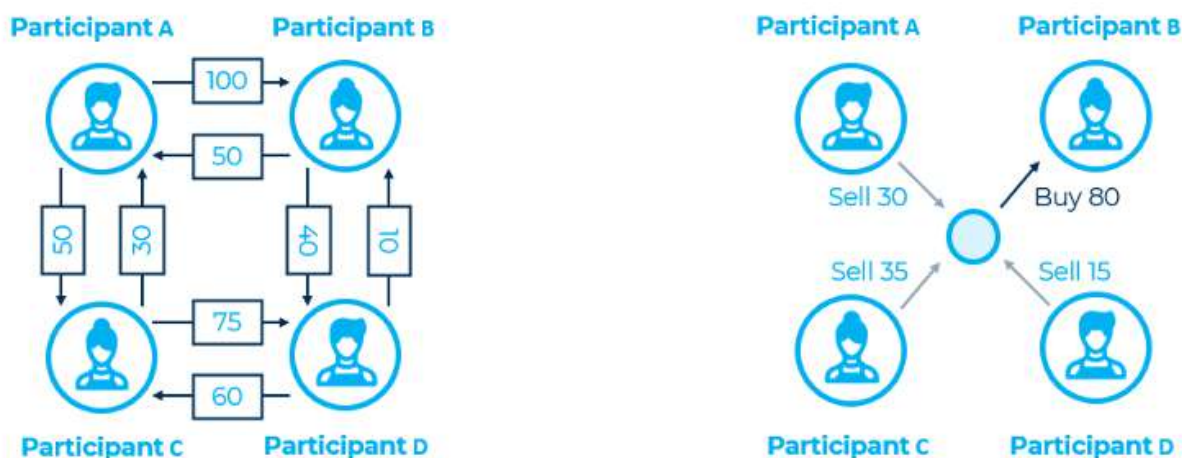 Participant A
Participant B
100
50
50
30
40
10
75
60
Participant C
Participant D
Participant A
Participant B
Sell 30
Buy 80
Sell 35
Sell 15
Participant C
Participant D